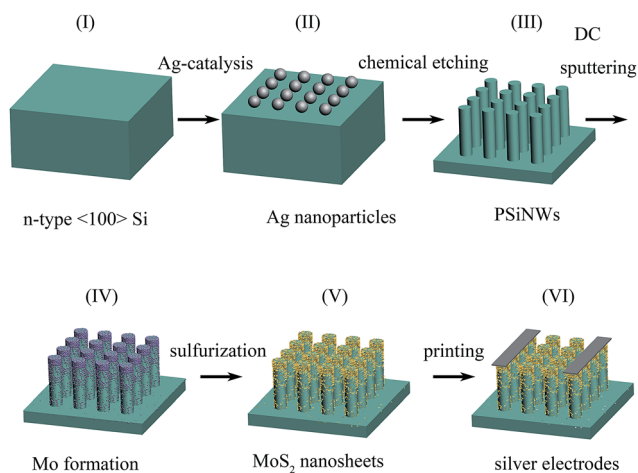 (I)
(II)
(III)
DC
Ag-catalysis
chemical etching
sputtering
n-type <100> Si
Ag nanoparticles
PSiNWs
(IV)
(V)
(VI)
sulfurization
printing
Mo formation
MoS₂ nanosheets
silver electrodes